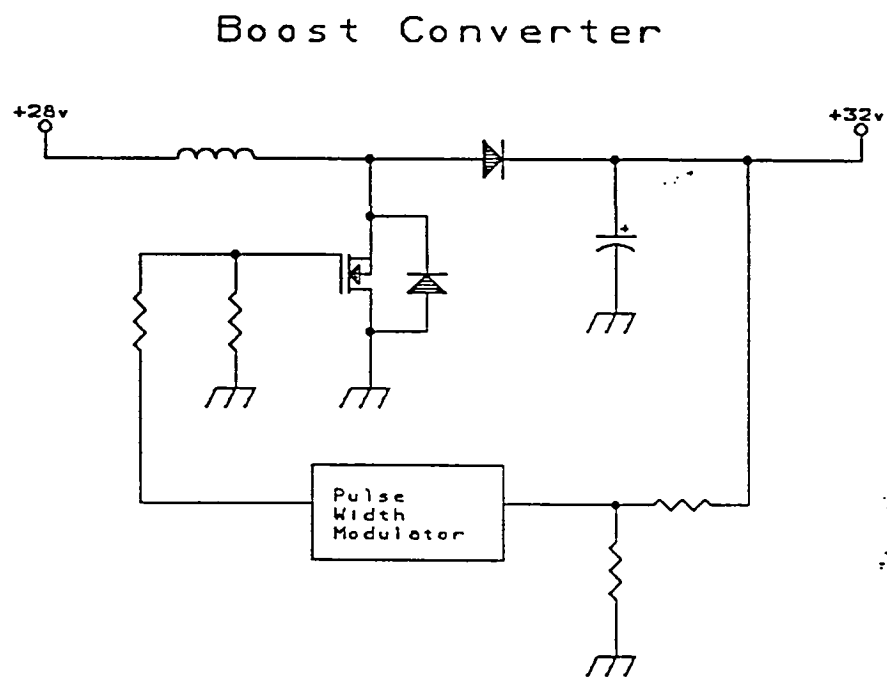 Boost Converter
+28v
+32v
+
Pulse
Width
Modulator